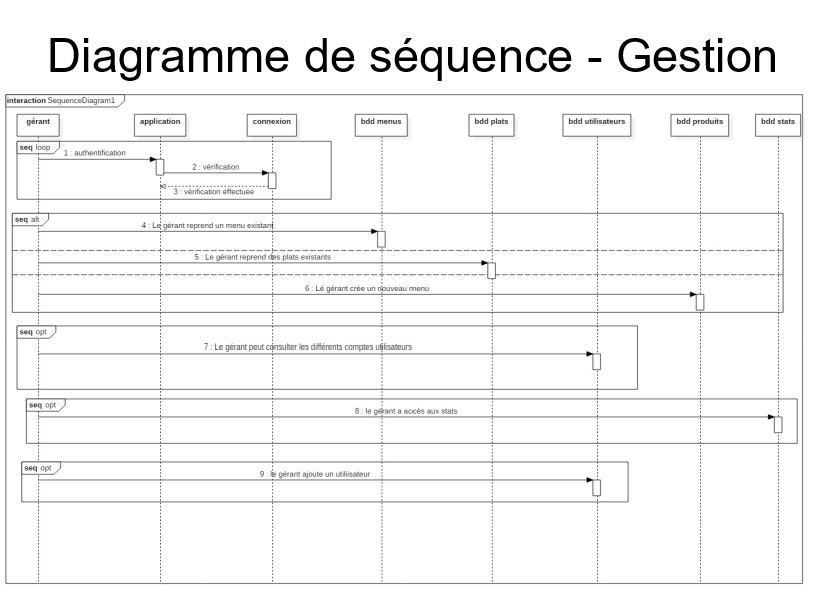 Diagramme de séquence - Gestion
interaction SequenceDiagram1
gérant
application
connexion
bdd menus
bdd plats
bdd utilisateurs
bdd produits
bdd stats
seq loop
1 : authentification
2 : vérification
3 : vérification éffectuée
seq alt
4 : Le gérant reprend un menu existant
5 : Le gérant reprend des plats existants
6 : Le gérant crée un nouveau menu
seq opt
7 : Le gérant peut consulter les différents comptes utilisateurs
seq opt
8 : le gérant a accès aux stats
seq opt
9 : le gérant ajoute un utiliisateur